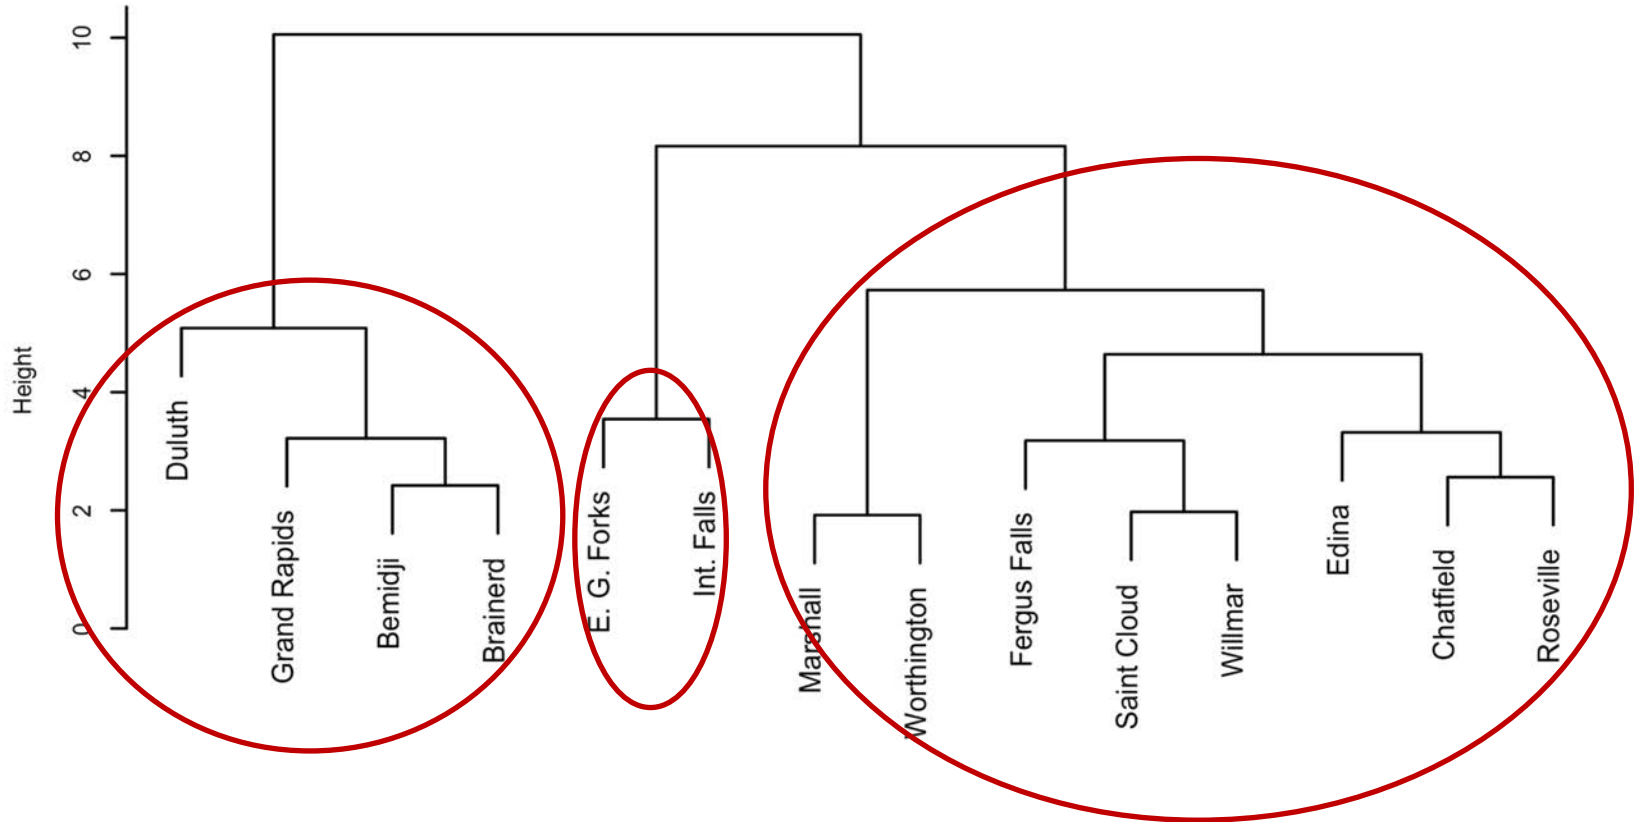 Height
10
8
6
4
2
0
Duluth
Grand Rapids
Bemidji
Brainerd
E. G. Forks
Int. Falls
Marshall
Worthington
Fergus Falls
Saint Cloud
Willmar
Edina
Chatfield
Roseville